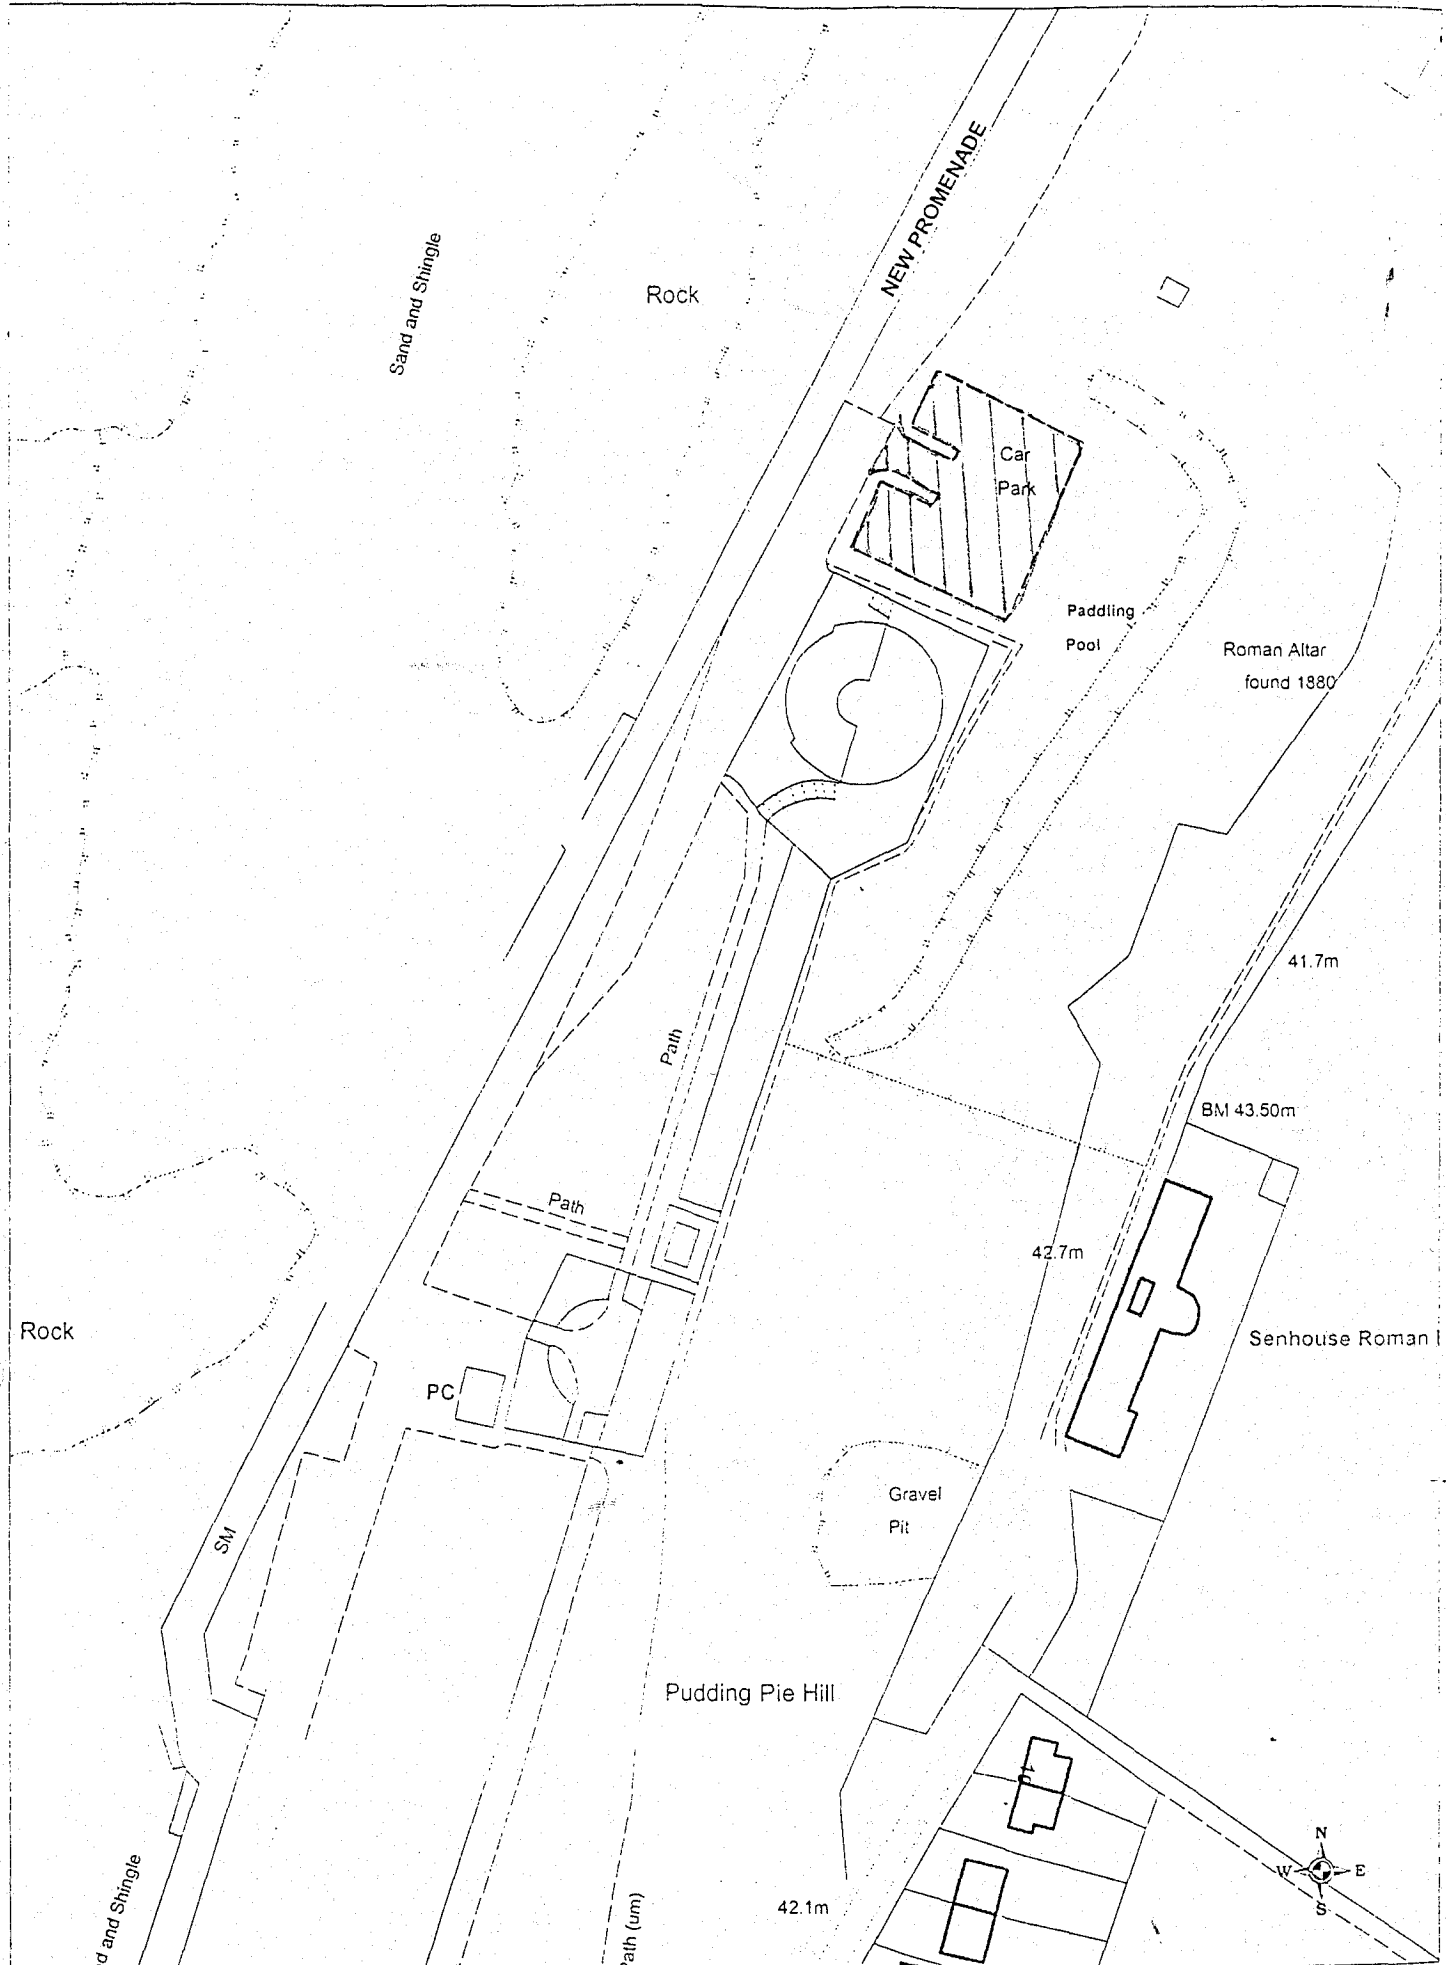 NEW PROMENADE
Sand and Shingle
Rock
Car
Park
Paddling
Pool
Roman Altar
found 1880
41.7m
Path
BM 43.50m
Path
42.7m
Rock
Senhouse Roman
PC
Gravel
Pit
SM
Pudding Pie Hill
N
W E
S
d and Shingle
42.1m
Path (um)